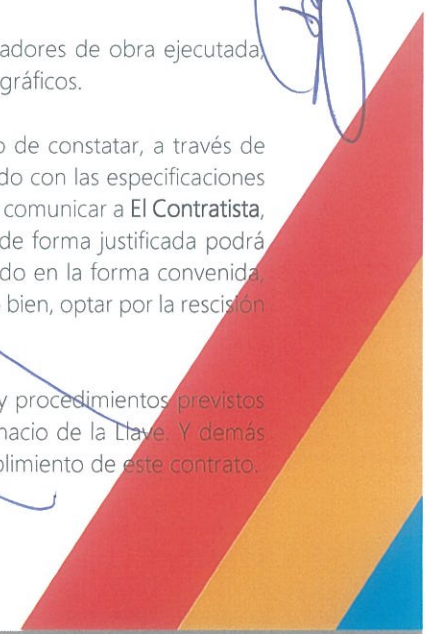 adores de obra ejecutada,
gráficos.
o de constatar, a través de
do con las especificaciones
comunicar a El Contratista,
de forma justificada podrá
do en la forma convenida,
bien, optar por la rescisión
y procedimientos previstos
nacio de la Llave. Y demás
plimiento de este contrato.